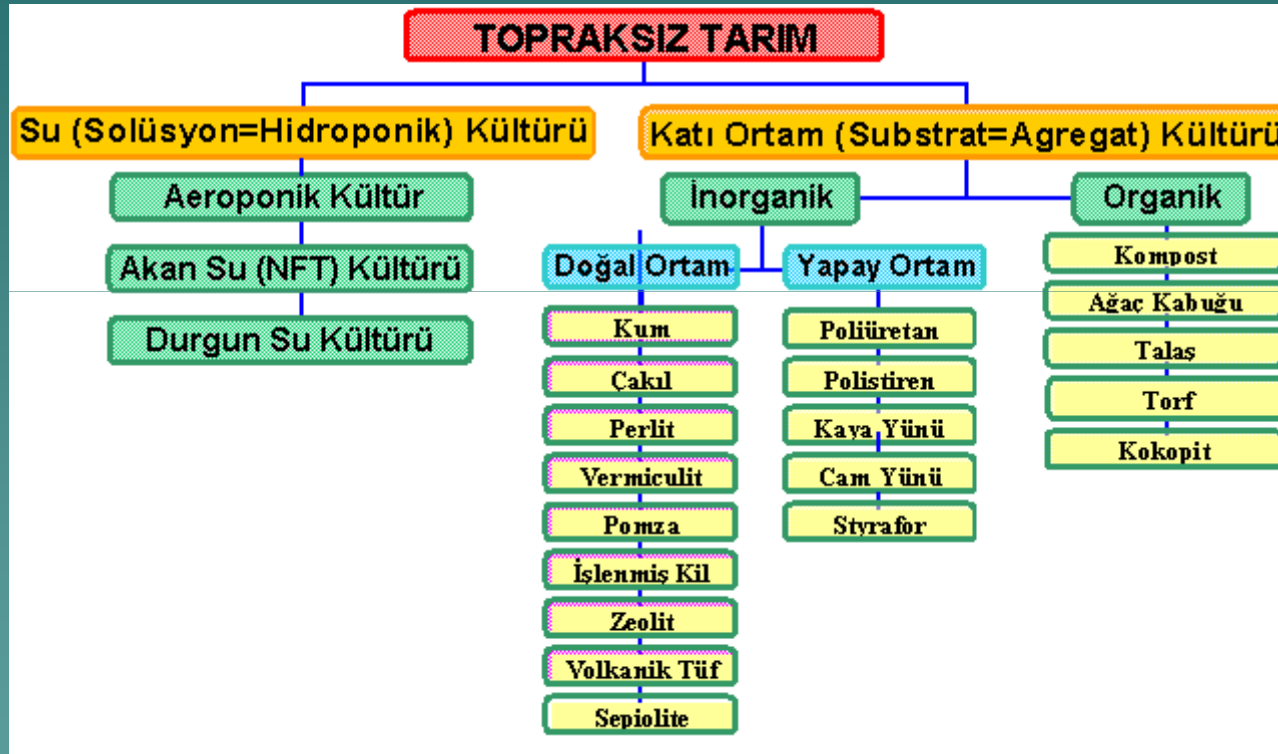 TOPRAKSIZ TARIM
Su (Solüsyon=Hidroponik) Kültürü
Katı Ortam (Substrat=Agregat) Kültürü
Aeroponik Kültür
Akan Su (NFT) Kültürü
Durgun Su Kültürü
İnorganik
Organik
Doğal Ortam
Yapay Ortam
Kum
Çakıl
Perlit
Vermiculit
Pomza
İşlenmiş Kil
Zeolit
Volkanik Tüf
Sepiolite
Poliüretan
Polistiren
Kaya Yünü
Cam Yünü
Styrafor
Kompost
Ağaç Kabuğu
Talaş
Torf
Kokopit